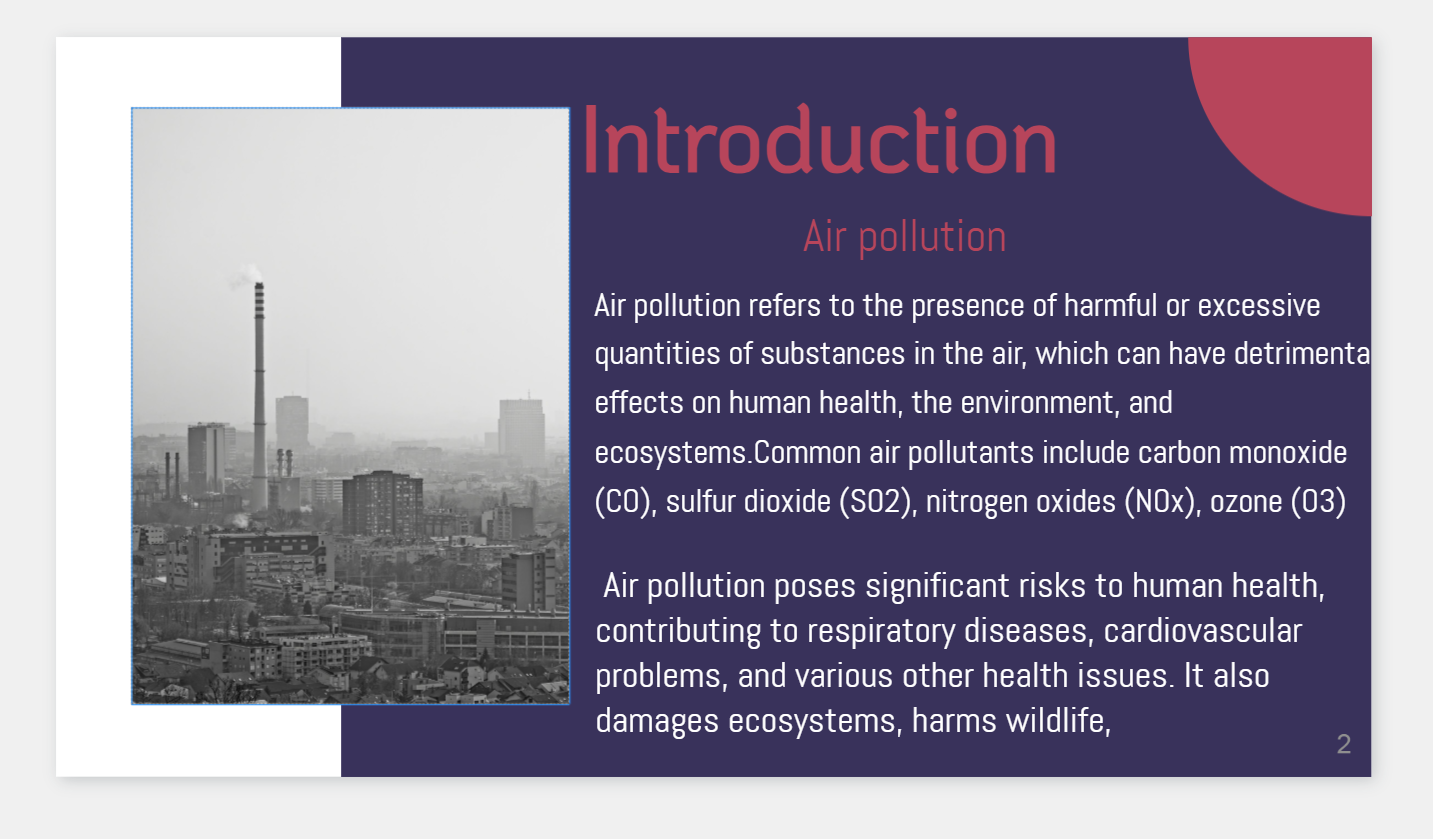 Introduction
Air pollution
Air pollution refers to the presence of harmful or excessive
quantities of substances in the air, which can have detrimenta
effects on human health, the environment, and
ecosystems.Common air pollutants include carbon monoxide
(CO), sulfur dioxide (SO2), nitrogen oxides (NOx), ozone (O3)
Air pollution poses significant risks to human health,
contributing to respiratory diseases, cardiovascular
problems, and various other health issues. It also
damages ecosystems, harms wildlife,
2